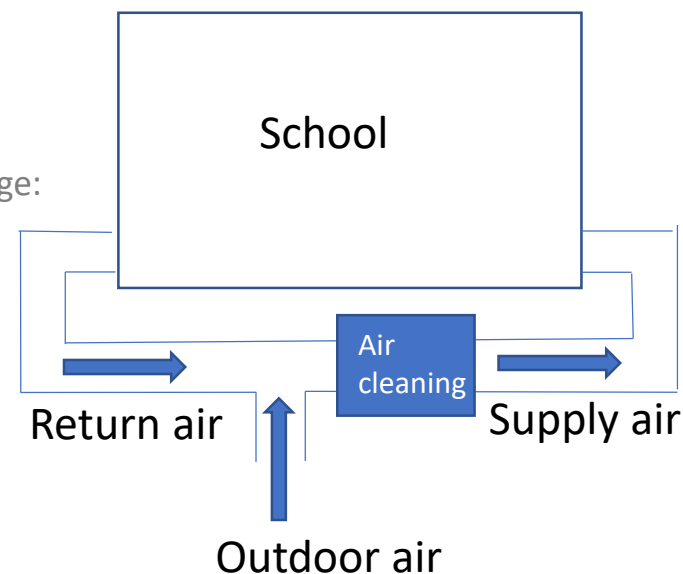 School
ge:
Air
cleaning
Return air
Supply air
Outdoor air